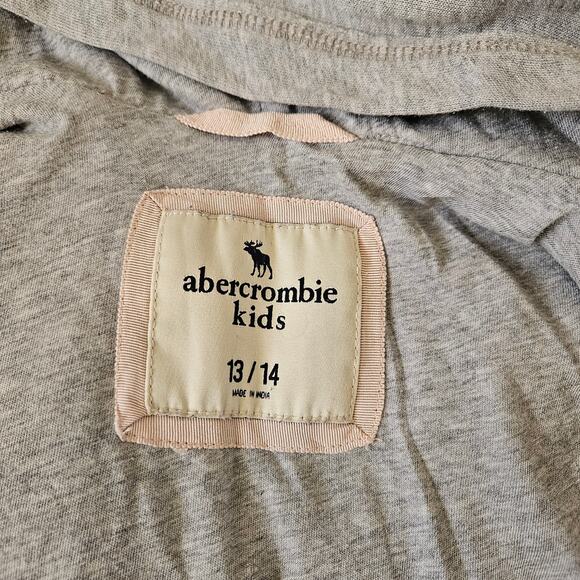 abercrombie
kids
13/14
MADE IN INDIA